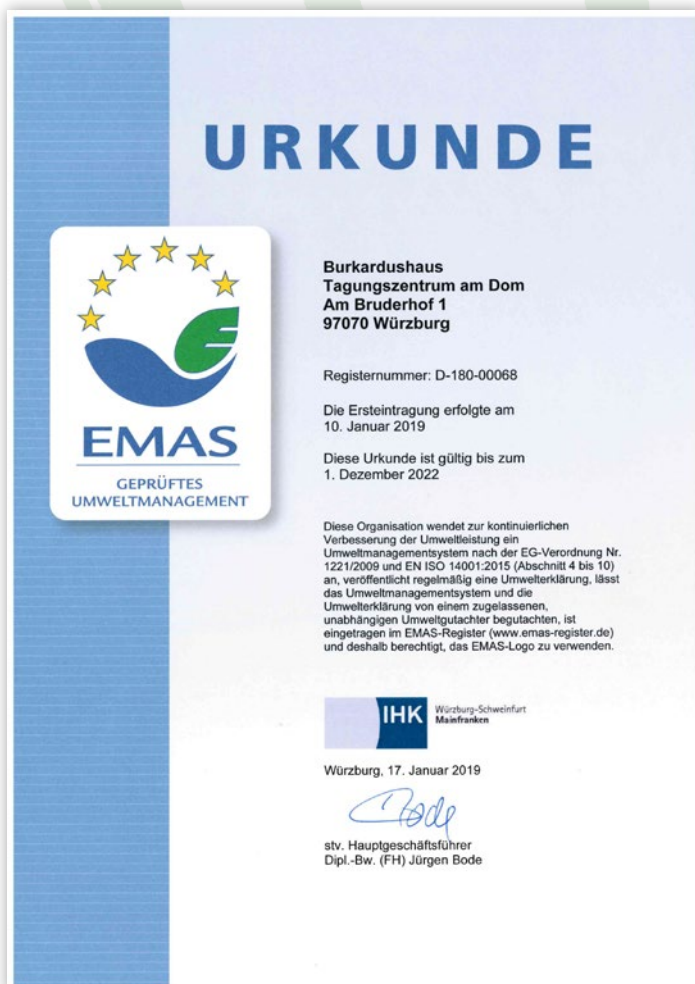 URKUNDE
EMAS
GEPRÜFTES
UMWELTMANAGEMENT
Burkardushaus
Tagungszentrum am Dom
Am Bruderhof 1
97070 Würzburg
Registernummer: D-180-00068
Die Ersteintragung erfolgte am
10. Januar 2019
Diese Urkunde ist gültig bis zum
1. Dezember 2022
Diese Organisation wendet zur kontinuierlichen
Verbesserung der Umweltleistung ein
Umweltmanagementsystem nach der EG-Verordnung Nr.
1221/2009 und EN ISO 14001:2015 (Abschnitt 4 bis 10)
an, veröffentlicht regelmäßig eine Umwelterklärung, lässt
das Umweltmanagementsystem und die
Umwelterklärung von einem zugelassenen,
unabhängigen Umweltgutachter begutachten, ist
eingetragen im EMAS-Register (www.emas-register.de)
und deshalb berechtigt, das EMAS-Logo zu verwenden.
IHK
Würzburg-Schweinfurt
Mainfranken
Würzburg, 17. Januar 2019
Bode
stv. Hauptgeschäftsführer
Dipl.-Bw. (FH) Jürgen Bode